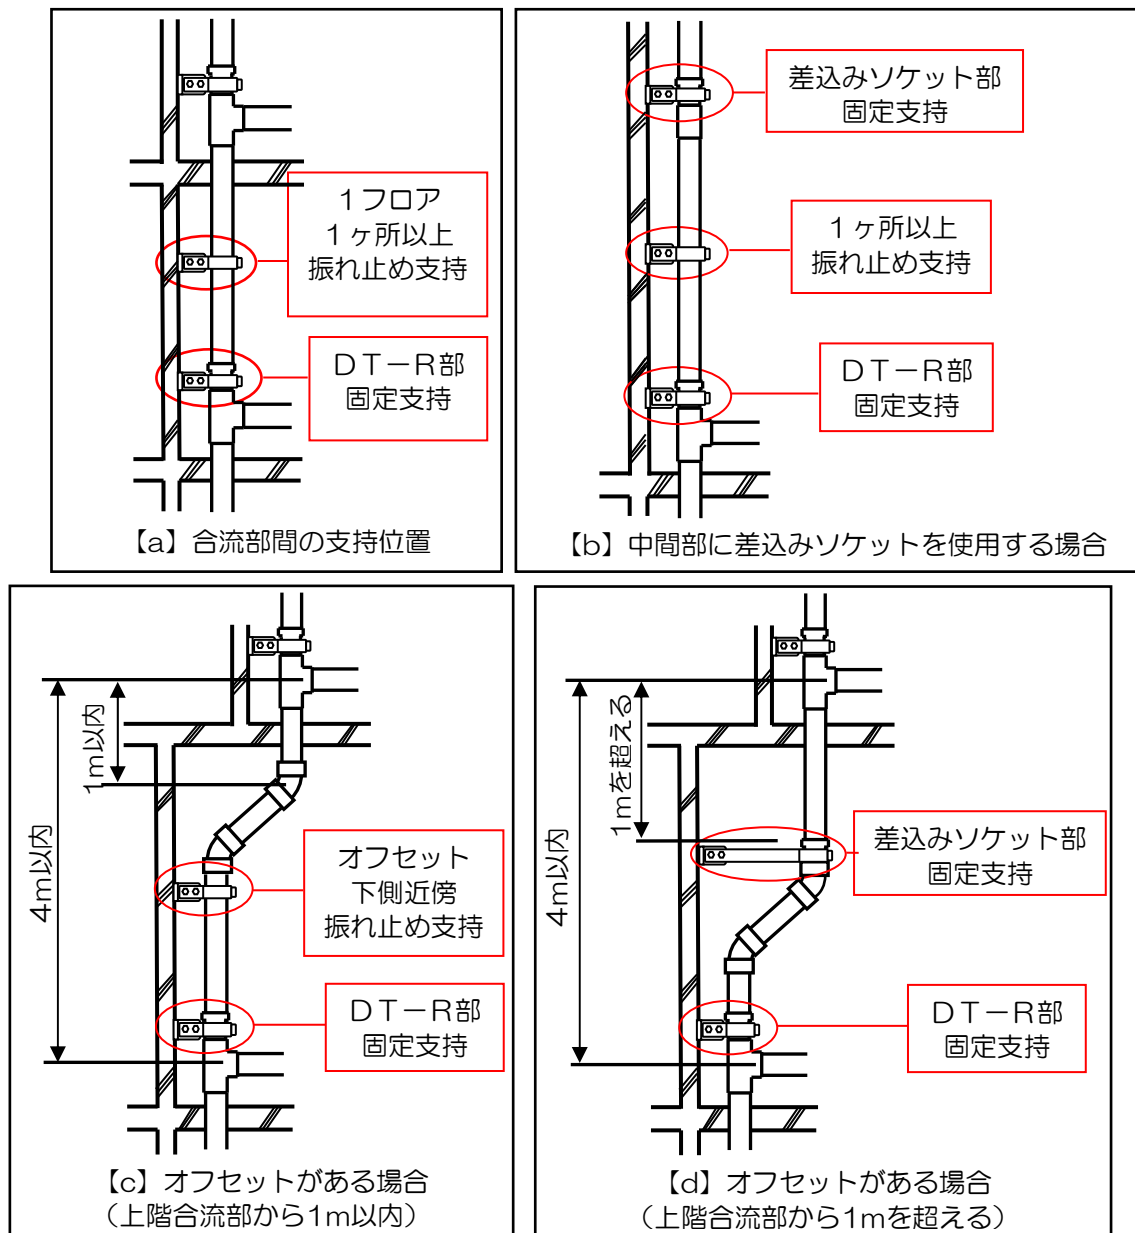 １フロア
１ヶ所以上
振れ止め支持
ＤＴ－Ｒ部
固定支持
【a】合流部間の支持位置
差込みソケット部
固定支持
１ヶ所以上
振れ止め支持
ＤＴ－Ｒ部
固定支持
【b】中間部に差込みソケットを使用する場合
1m以内
4m以内
オフセット
下側近傍
振れ止め支持
ＤＴ－Ｒ部
固定支持
【c】オフセットがある場合
（上階合流部から1m以内）
1mを超える
4m以内
差込みソケット部
固定支持
ＤＴ－Ｒ部
固定支持
【d】オフセットがある場合
（上階合流部から1mを超える）